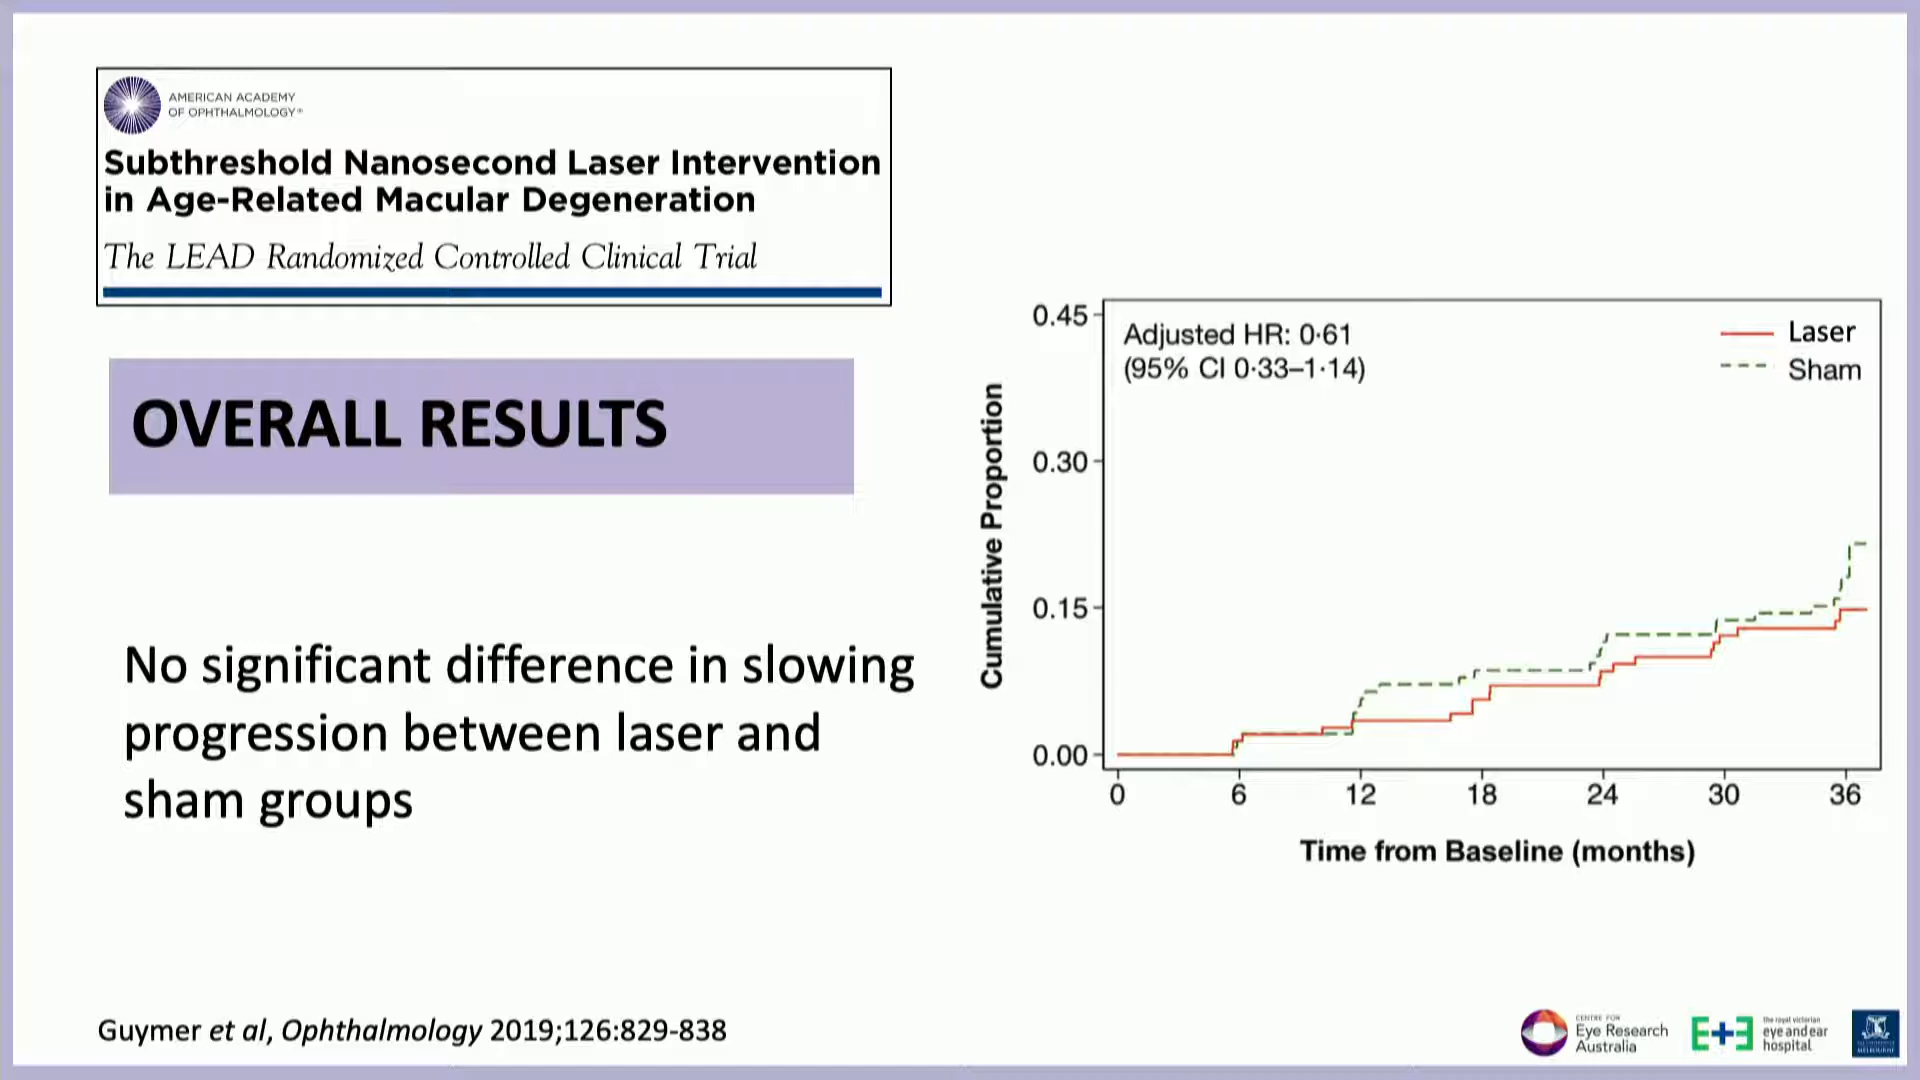 AMERICAN ACADEMY
OF OPHTHALMOLOGY®
Subthreshold Nanosecond Laser Intervention
in Age-Related Macular Degeneration
The LEAD Randomized Controlled Clinical Trial
OVERALL RESULTS
No significant difference in slowing
progression between laser and
sham groups
Adjusted HR: 0·61
(95% CI 0·33–1·14)
Laser
Sham
Cumulative Proportion
0.45
0.30
0.15
0.00
0 6 12 18 24 30 36
Time from Baseline (months)
Guymer et al, Ophthalmology 2019;126:829-838
CENTRE FOR
Eye Research
Australia
E+E
the royal victorian
eye and ear
hospital
MELBOURNE